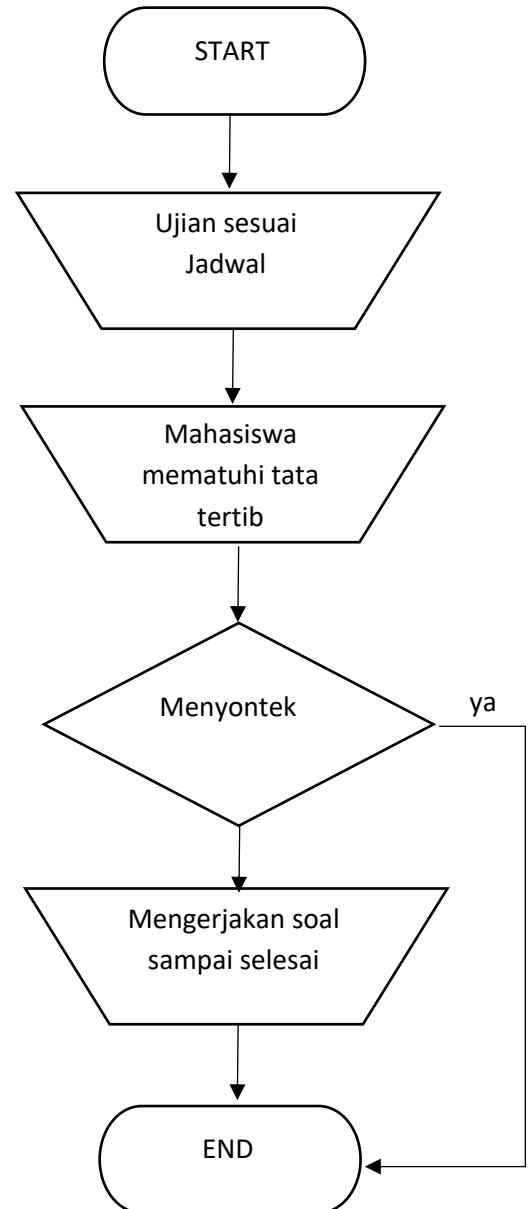 START
Ujian sesuai
Jadwal
Mahasiswa
mematuhi tata
tertib
Menyontek
ya
Mengerjakan soal
sampai selesai
END